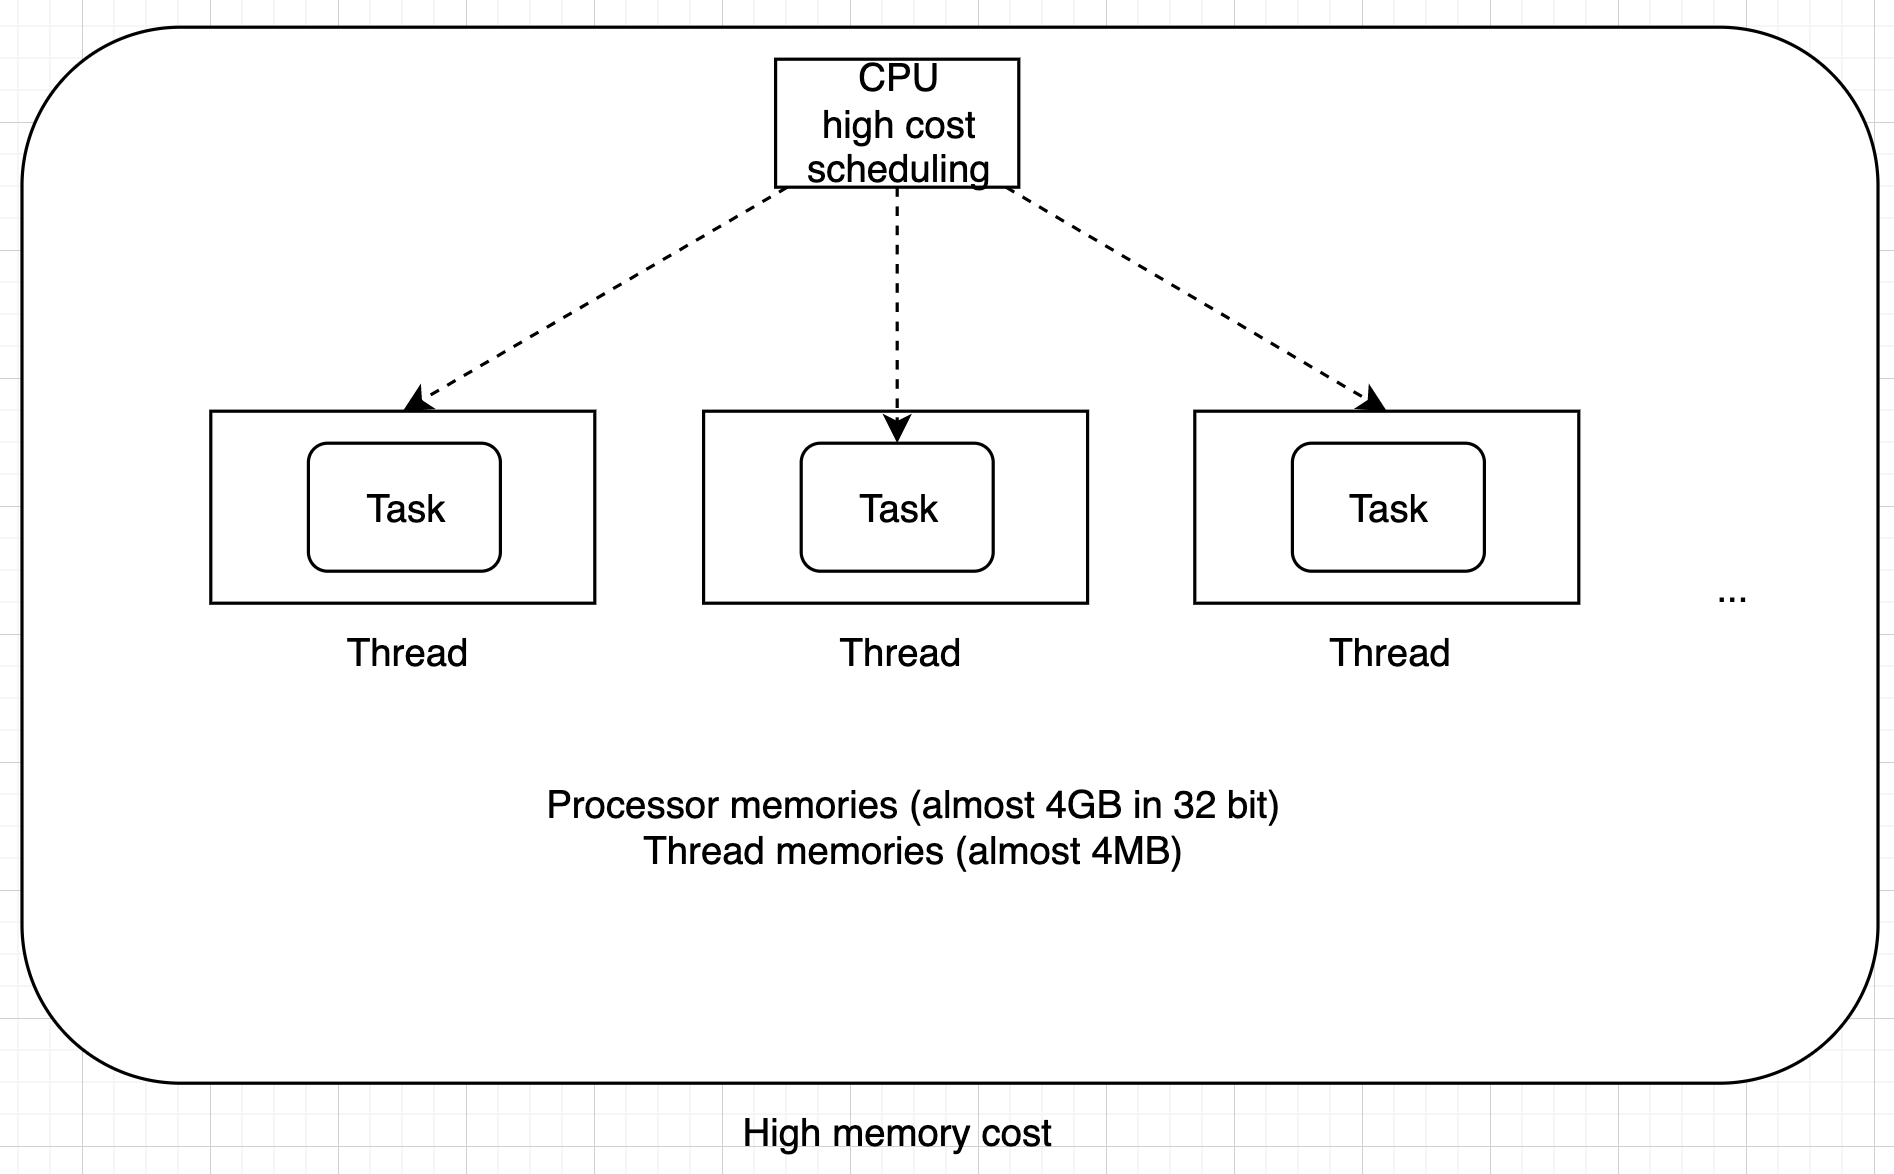 CPU
high cost
scheduling
Task
Task
Task
...
Thread
Thread
Thread
Processor memories (almost 4GB in 32 bit)
Thread memories (almost 4MB)
High memory cost